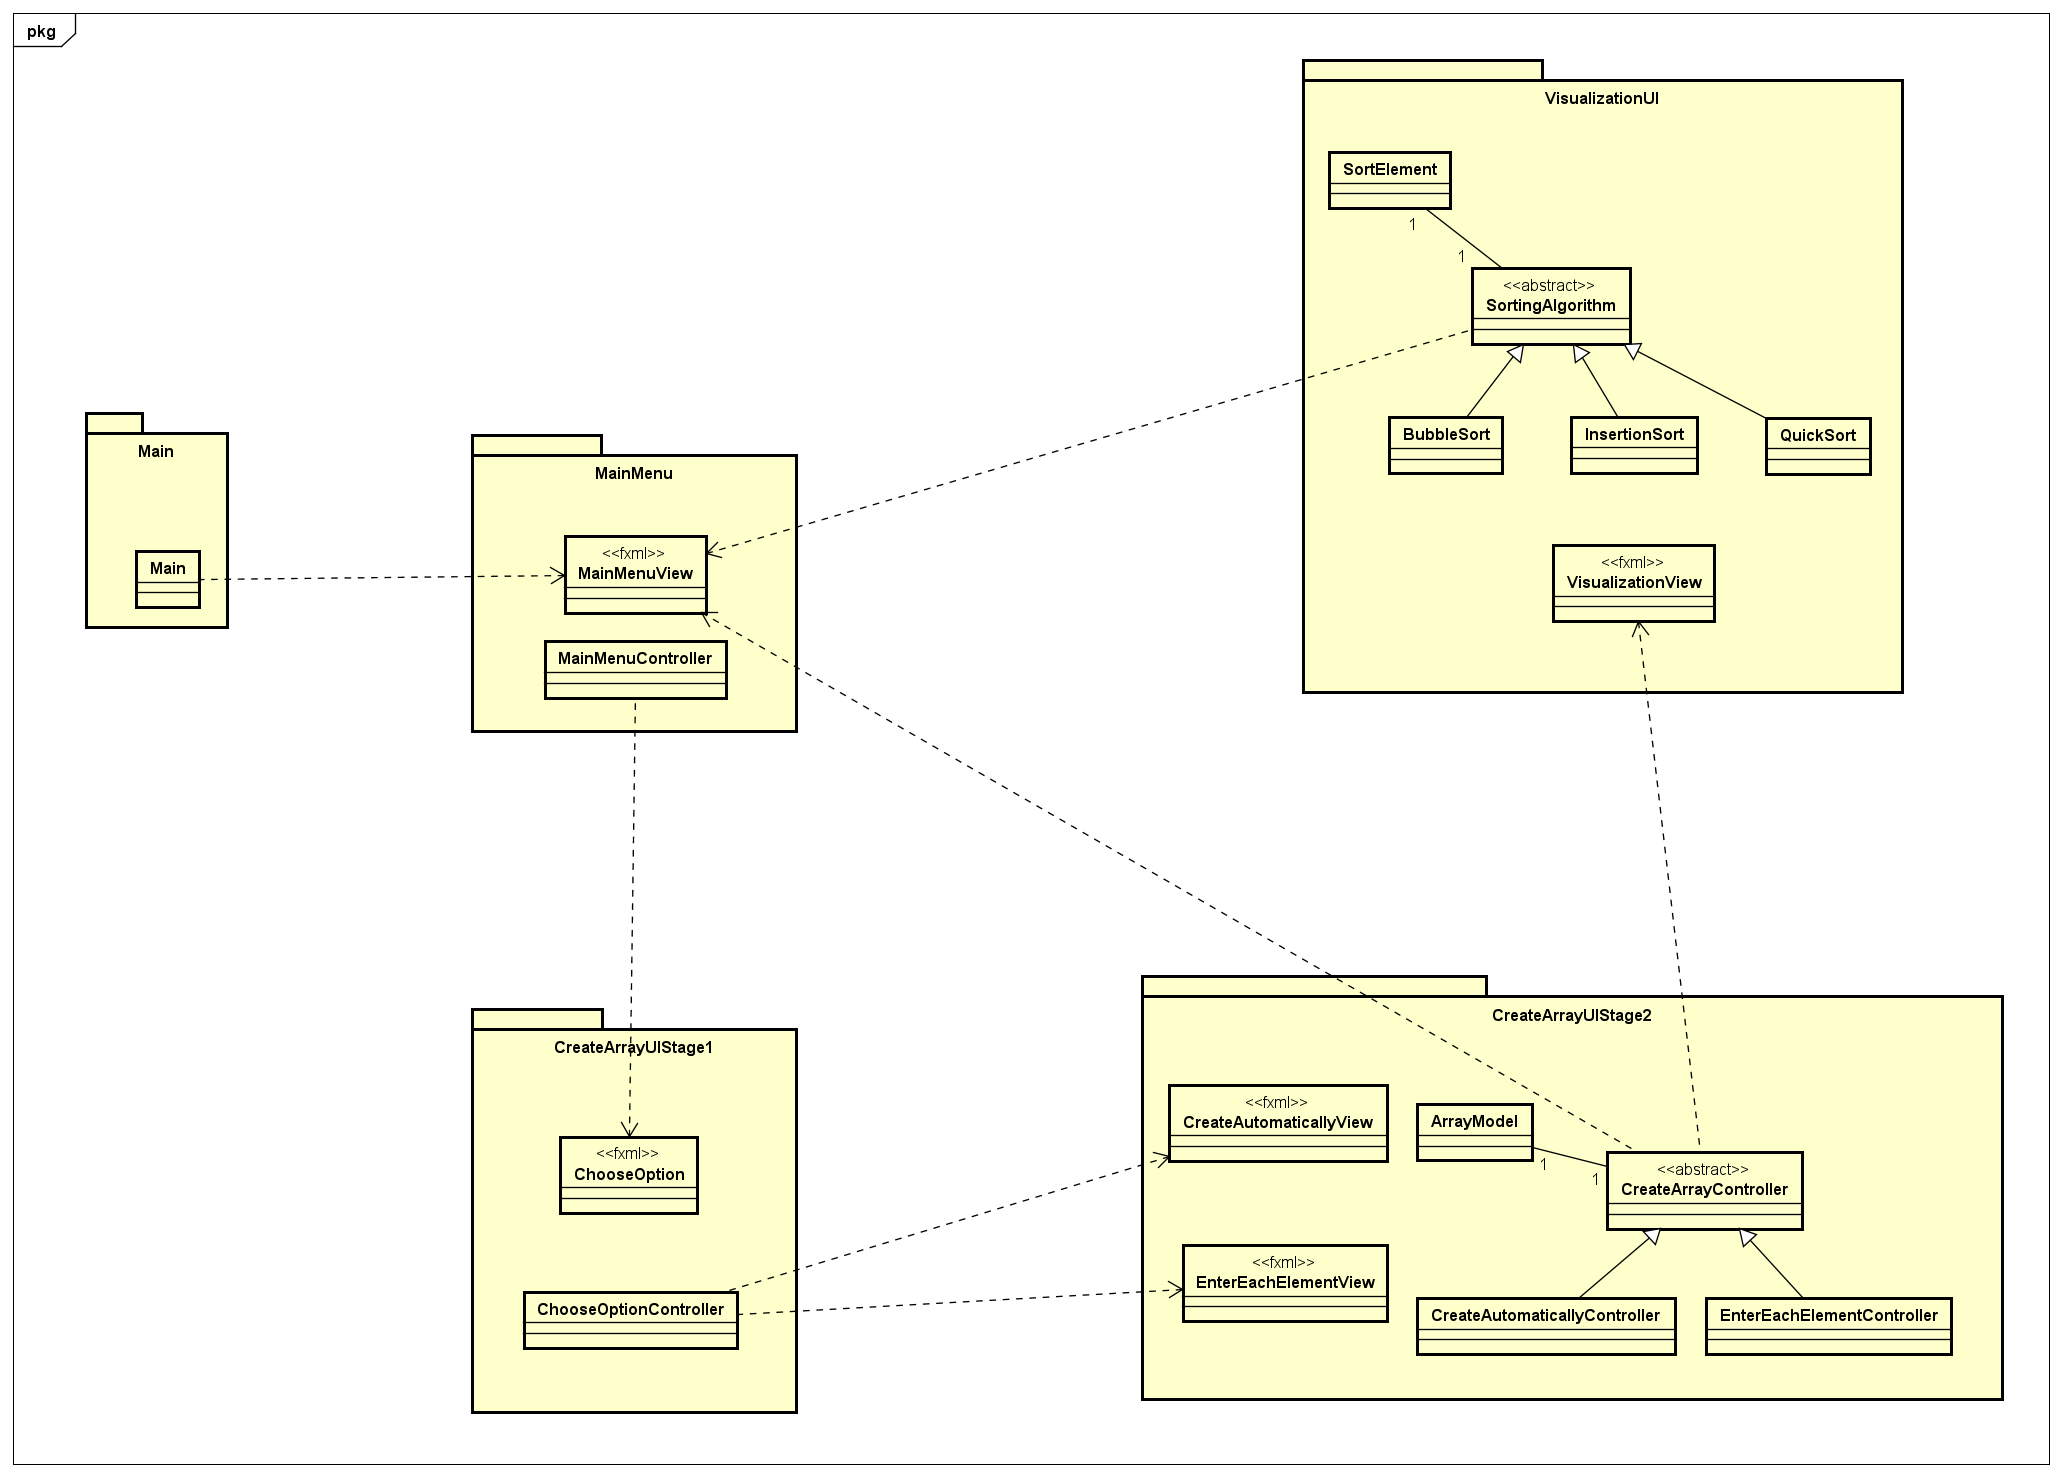 pkg
VisualizationUI
SortElement
1
1
<<abstract>>
SortingAlgorithm
BubbleSort
InsertionSort
QuickSort
<<fxml>>
VisualizationView
Main
Main
MainMenu
<<fxml>>
MainMenuView
MainMenuController
CreateArrayUIStage1
<<fxml>>
ChooseOption
ChooseOptionController
CreateArrayUIStage2
<<fxml>>
CreateAutomaticallyView
ArrayModel
1
1
<<abstract>>
CreateArrayController
<<fxml>>
EnterEachElementView
CreateAutomaticallyController
EnterEachElementController